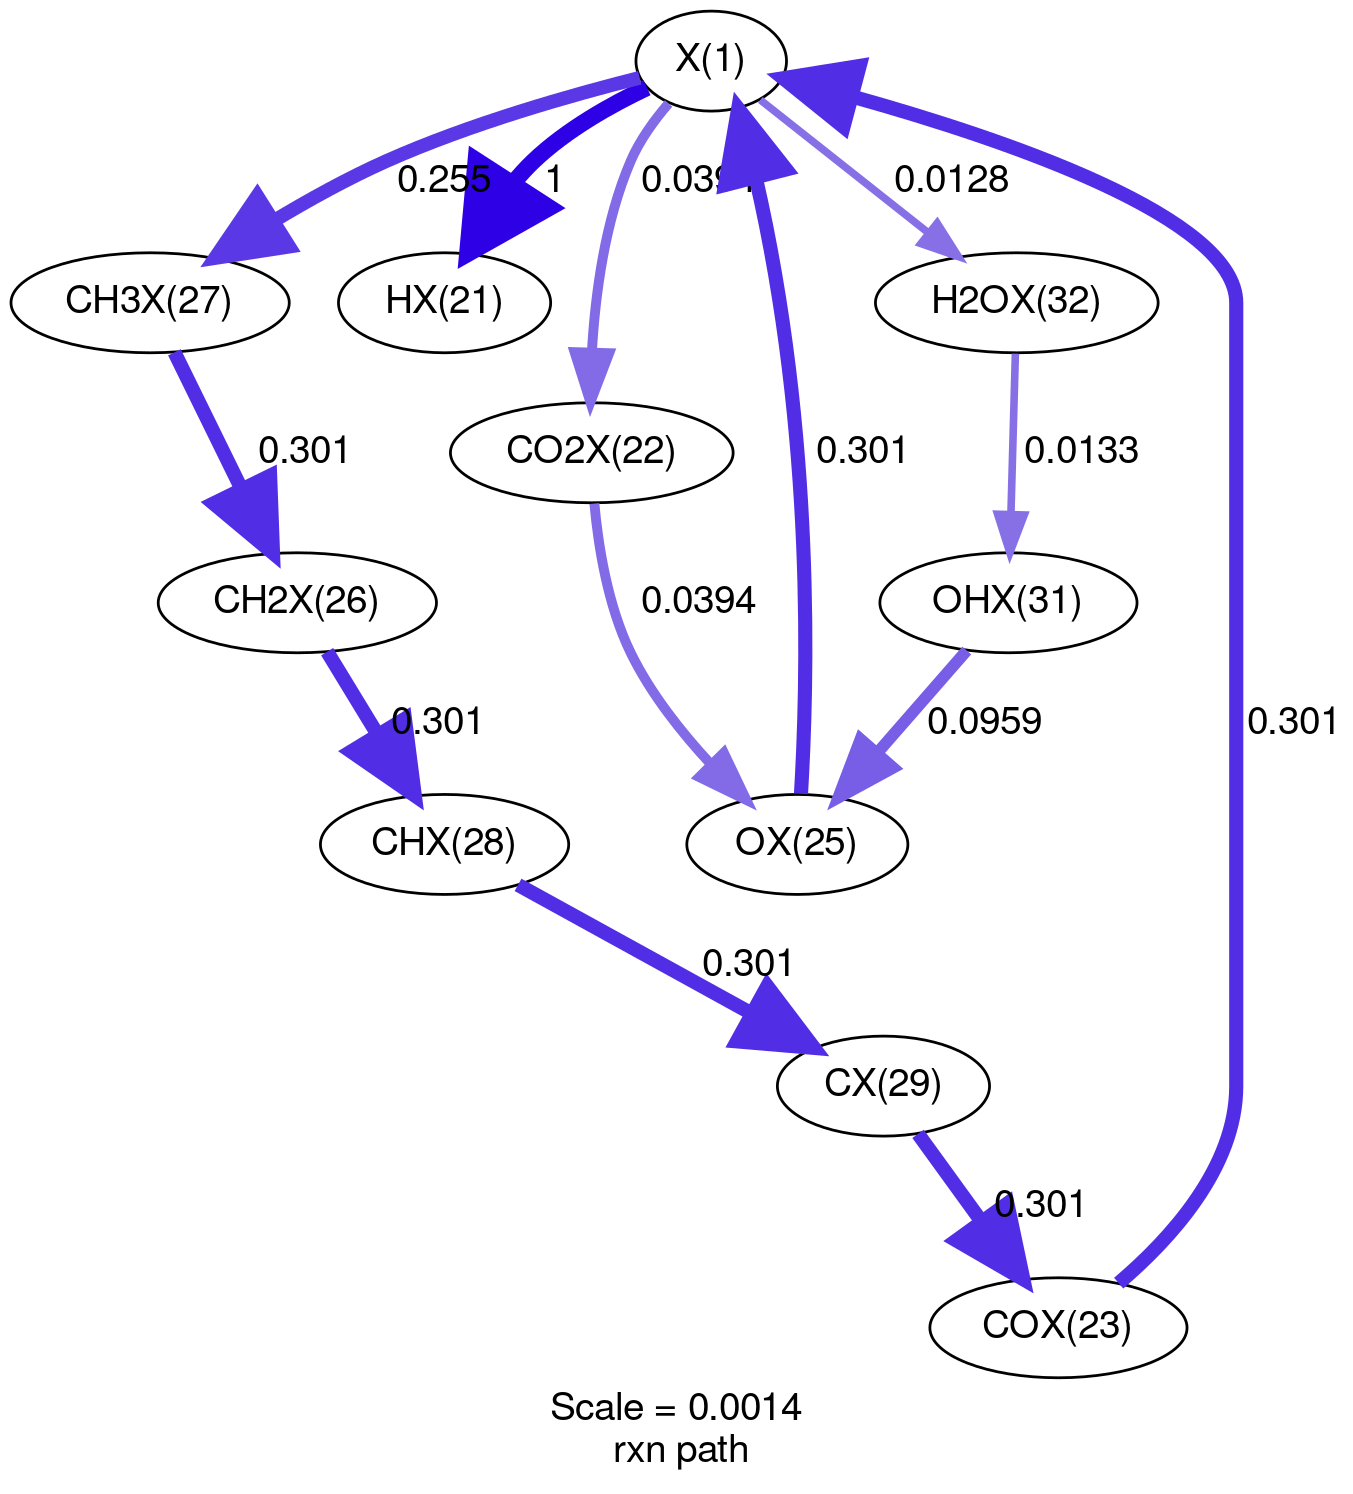 X(1)
0.255
1
0.0128
CH3X(27)
HX(21)
H2OX(32)
0.301
CO2X(22)
0.301
0.0133
CH2X(26)
0.0394
OHX(31)
0.301
0.0959
0.301
CHX(28)
OX(25)
0.301
CX(29)
0.301
COX(23)
Scale = 0.0014
rxn path